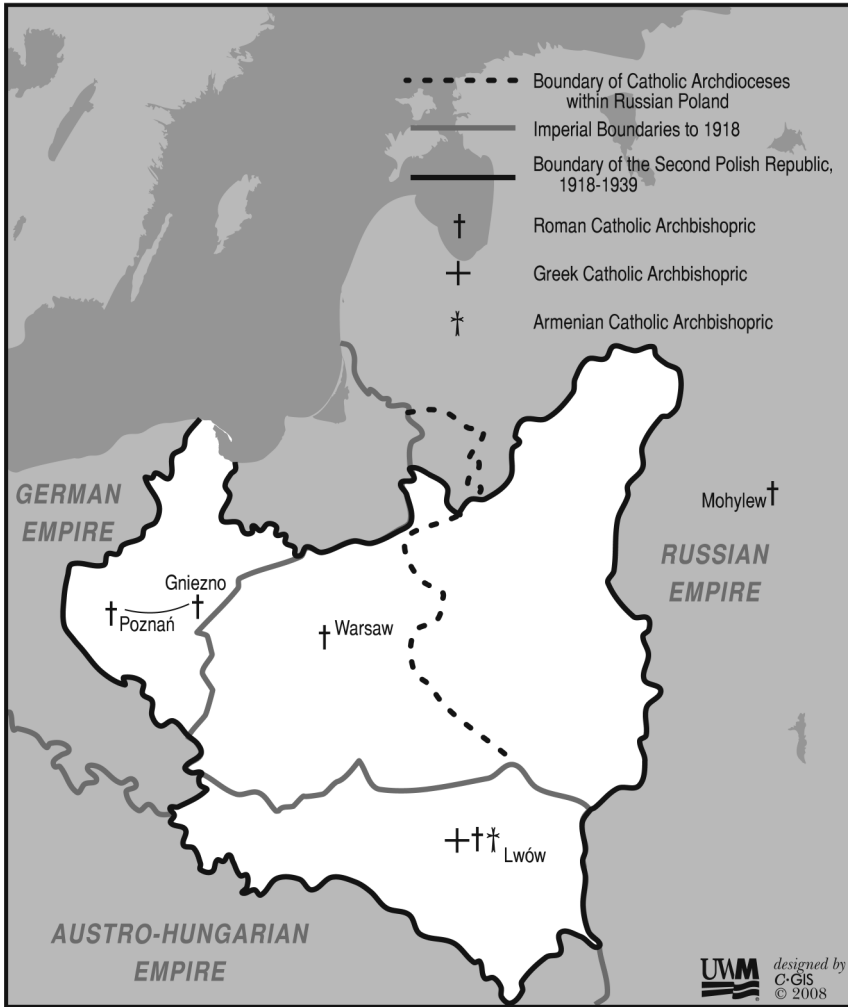 Boundary of Catholic Archdioceses
within Russian Poland
Imperial Boundaries to 1918
Boundary of the Second Polish Republic,
1918-1939
Roman Catholic Archbishopric
Greek Catholic Archbishopric
Armenian Catholic Archbishopric
GERMAN
EMPIRE
Mohylew
RUSSIAN
EMPIRE
Gniezno
Poznań
Warsaw
Lwów
AUSTRO-HUNGARIAN
EMPIRE
UWM
designed by
C·GIS
© 2008